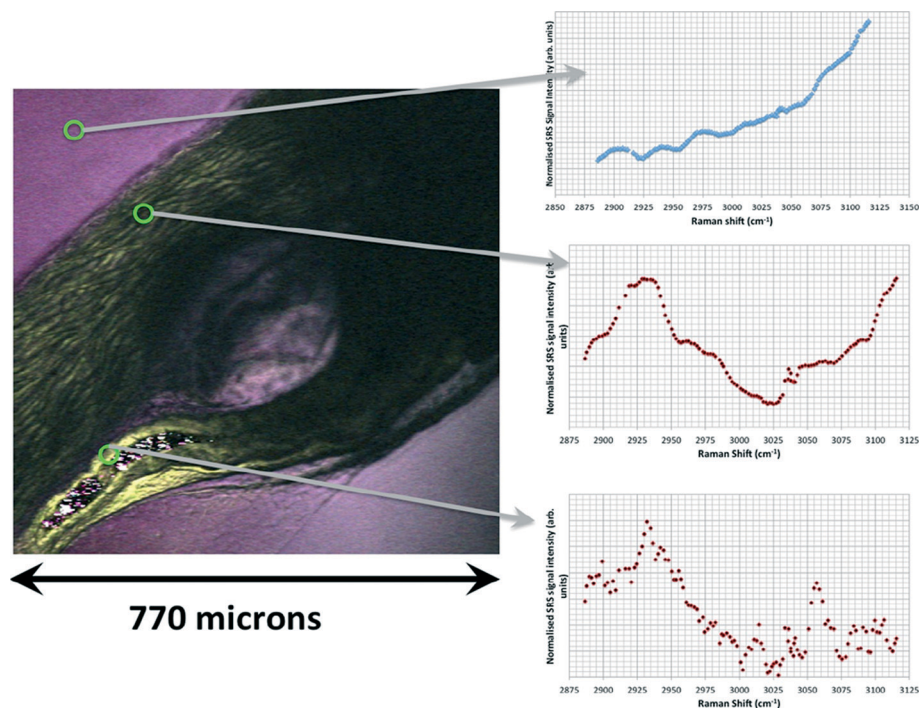 770 microns
Normalised SRS Signal Intensity (arb. units)
2850 2875 2900 2925 2950 2975 3000 3025 3050 3075 3100 3125 3150
Raman shift (cm-1)
Normalised SRS signal intensity (art
units)
2875 2900 2925 2950 2975 3000 3025 3050 3075 3100 3125
Raman Shift (cm-1)
Normalised SRS signal intensity (arb.
units)
2875 2900 2925 2950 2975 3000 3025 3050 3075 3100 3125
Raman Shift (cm-1)